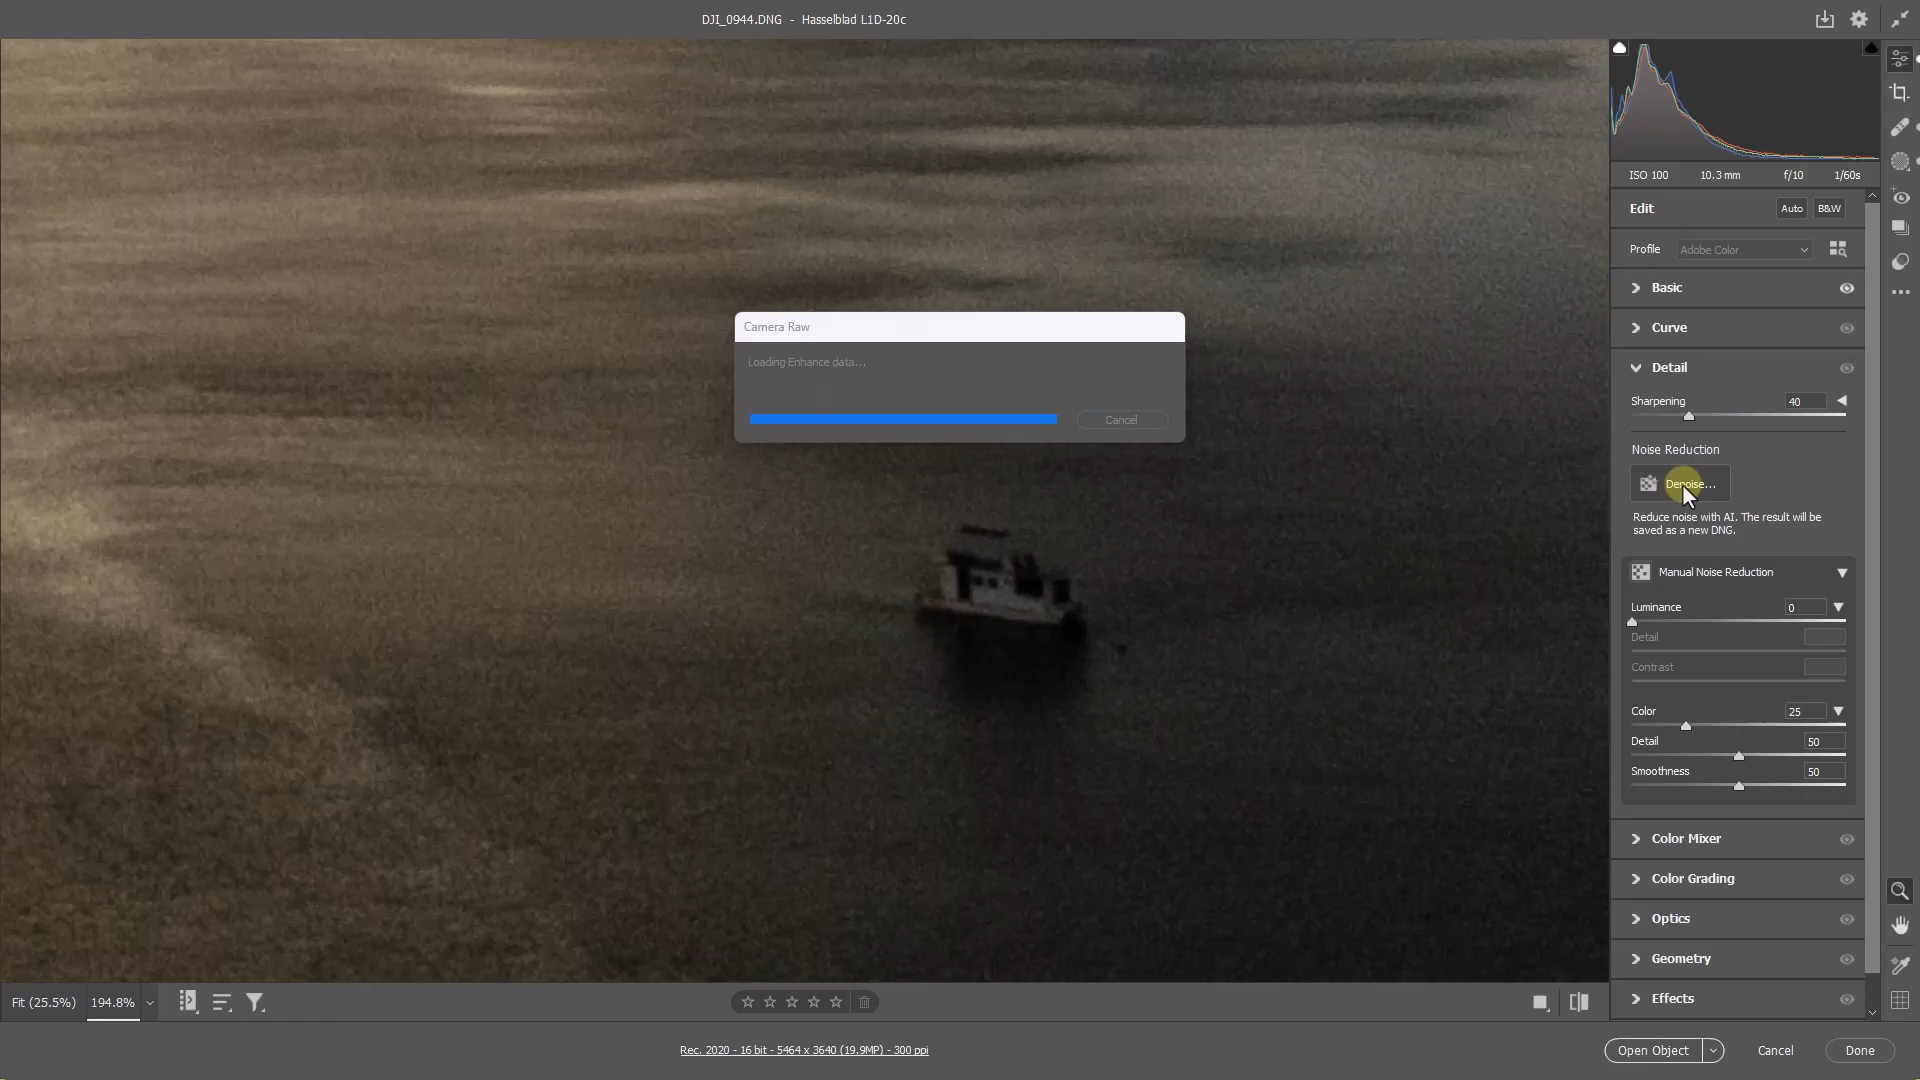 DJI_0944.DNG - Hasselblad L1D-20c
ISO 100 10.3 mm f/10 1/60s
Edit Auto B&W
Profile Adobe Color
Basic
Curve
Detail
Sharpening 40
Noise Reduction
Denoise...
Reduce noise with AI. The result will be
saved as a new DNG.
Manual Noise Reduction
Luminance 0
Detail
Contrast
Color 25
Detail 50
Smoothness 50
Color Mixer
Color Grading
Optics
Geometry
Effects
Camera Raw
Loading Enhance data...
Cancel
Fit (25.5%) 194.8%
Rec. 2020 - 16 bit - 5464 x 3640 (19.9MP) - 300 ppi
Open Object Cancel Done